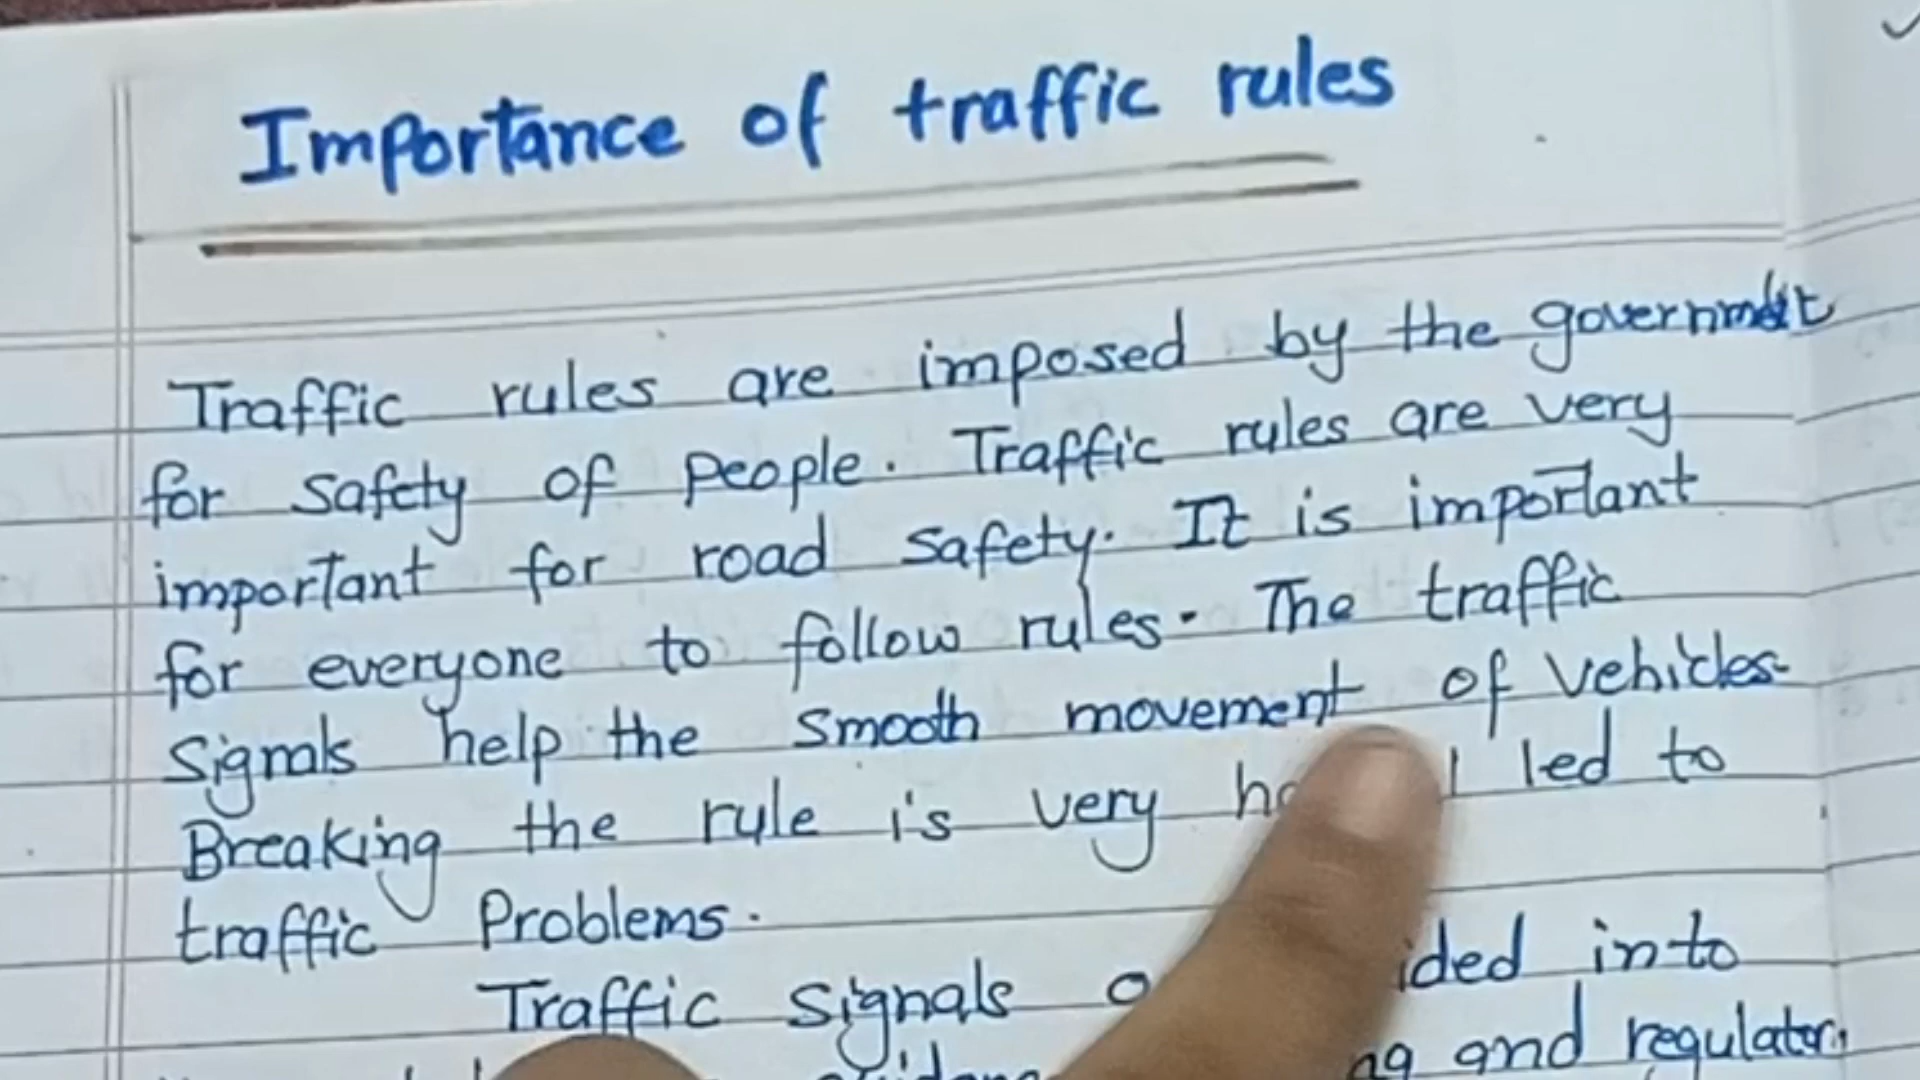 Importance of traffic rules
Traffic rules are imposed by the government
for safety of people. Traffic rules are very
important for road safety. It is important
for everyone to follow rules. The traffic
signals help the smooth movement of vehicles.
Breaking the rule is very led to
traffic Problems.
Traffic signals into
and regulatory